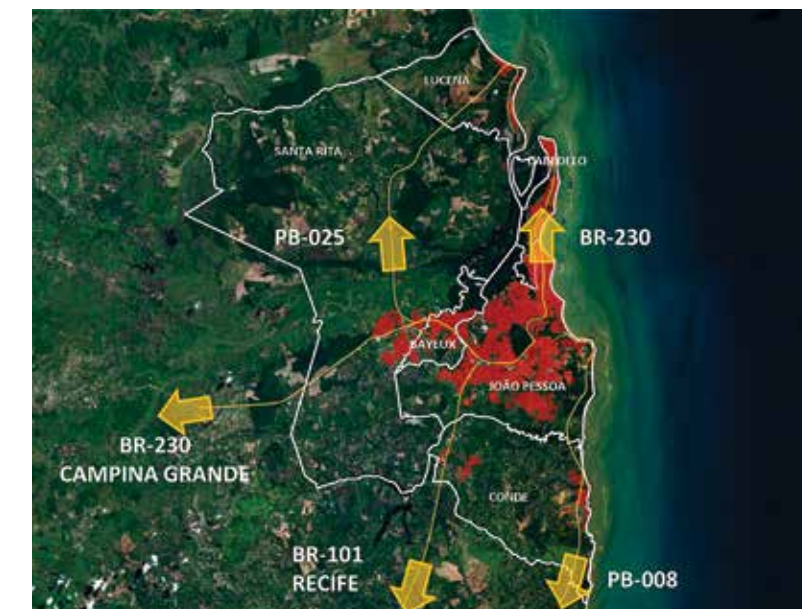 LUCENA
SANTA RITA
CABEDELO
PB-025
BR-230
BAYEUX
JOÃO PESSOA
BR-230
CAMPINA GRANDE
CONDE
BR-101
RECIFE
PB-008